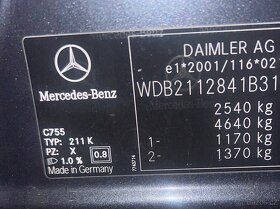 DAIMLER AG
e1*2001/116*02
WDB2112841B31
2540 kg
4640 kg
1- 1170 kg
2- 1370 kg
Mercedes-Benz
C755
TYP: 211 K
PZ: X
1.0 % 0.8
Made in Germany